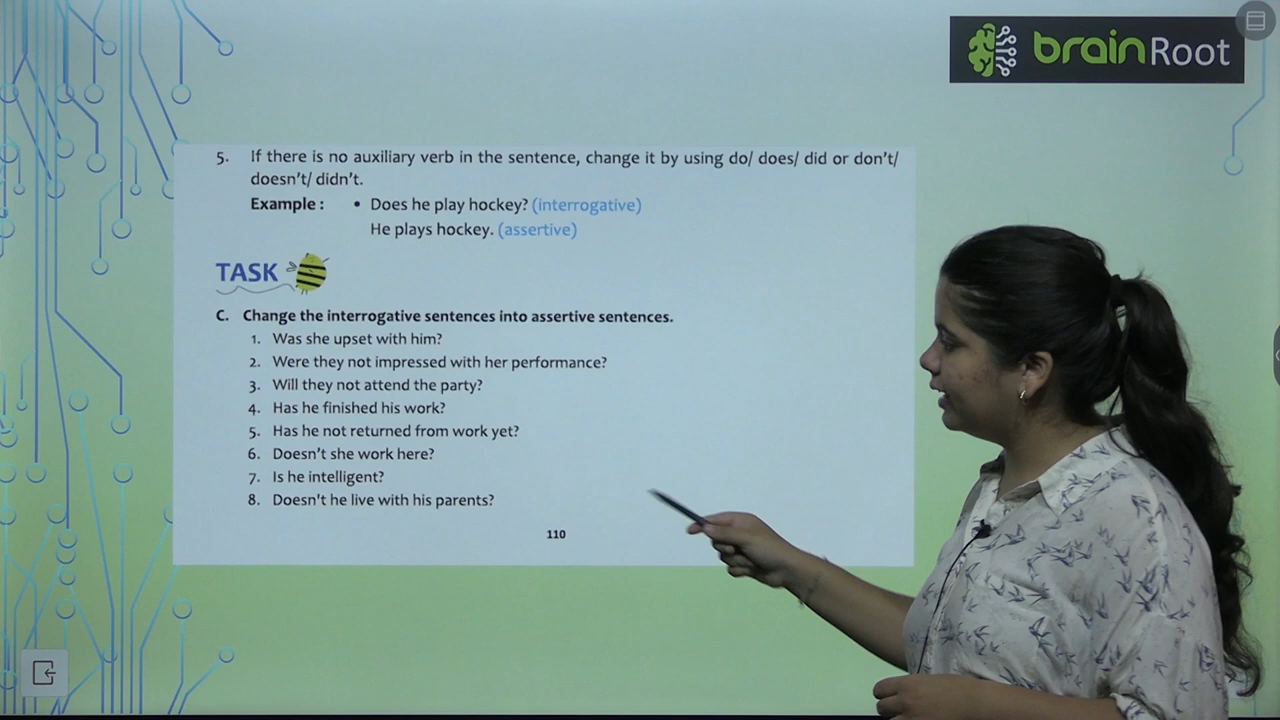 brainRoot
5. If there is no auxiliary verb in the sentence, change it by using do/ does/ did or don't/
doesn't/ didn't.
Example : • Does he play hockey? (interrogative)
He plays hockey. (assertive)
TASK
C. Change the interrogative sentences into assertive sentences.
1. Was she upset with him?
2. Were they not impressed with her performance?
3. Will they not attend the party?
4. Has he finished his work?
5. Has he not returned from work yet?
6. Doesn't she work here?
7. Is he intelligent?
8. Doesn't he live with his parents?
110